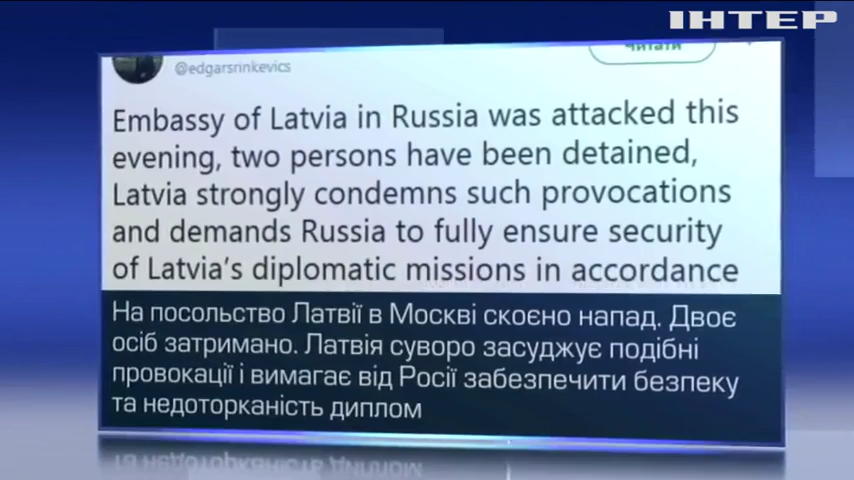 ІНТЕР
читати
@edgarsrinkevics
Embassy of Latvia in Russia was attacked this
evening, two persons have been detained,
Latvia strongly condemns such provocations
and demands Russia to fully ensure security
of Latvia's diplomatic missions in accordance
На посольство Латвії в Москві скоєно напад. Двоє
осіб затримано. Латвія суворо засуджує подібні
провокації і вимагає від Росії забезпечити безпеку
та недоторканість диплом